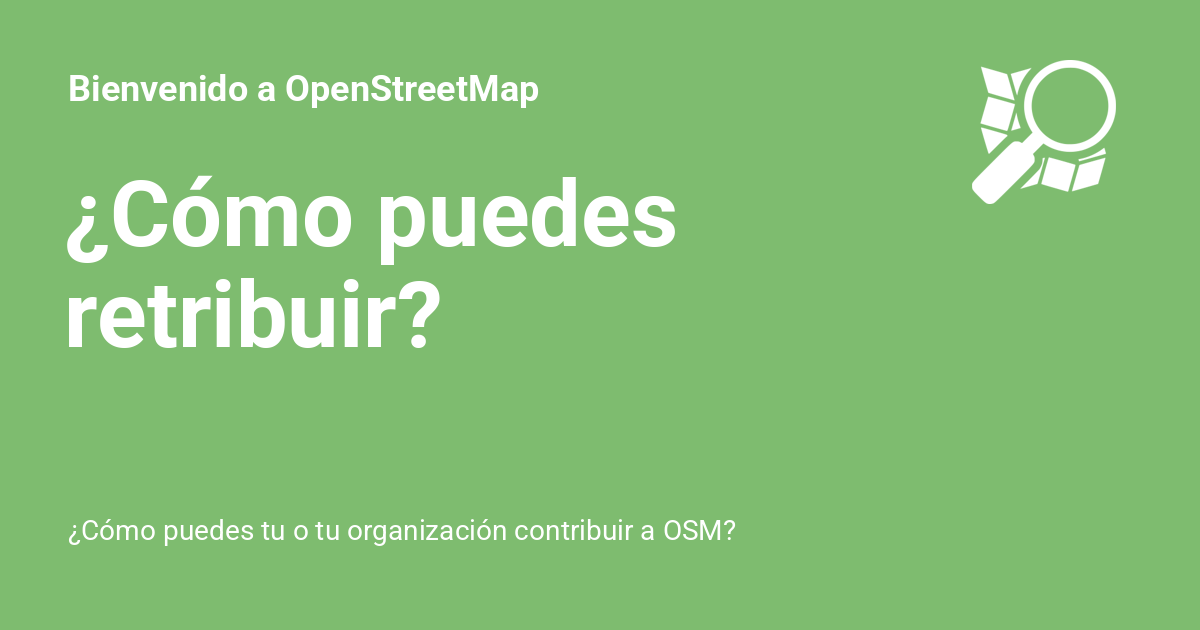 Bienvenido a OpenStreetMap
¿Cómo puedes
retribuir?
¿Cómo puedes tu o tu organización contribuir a OSM?